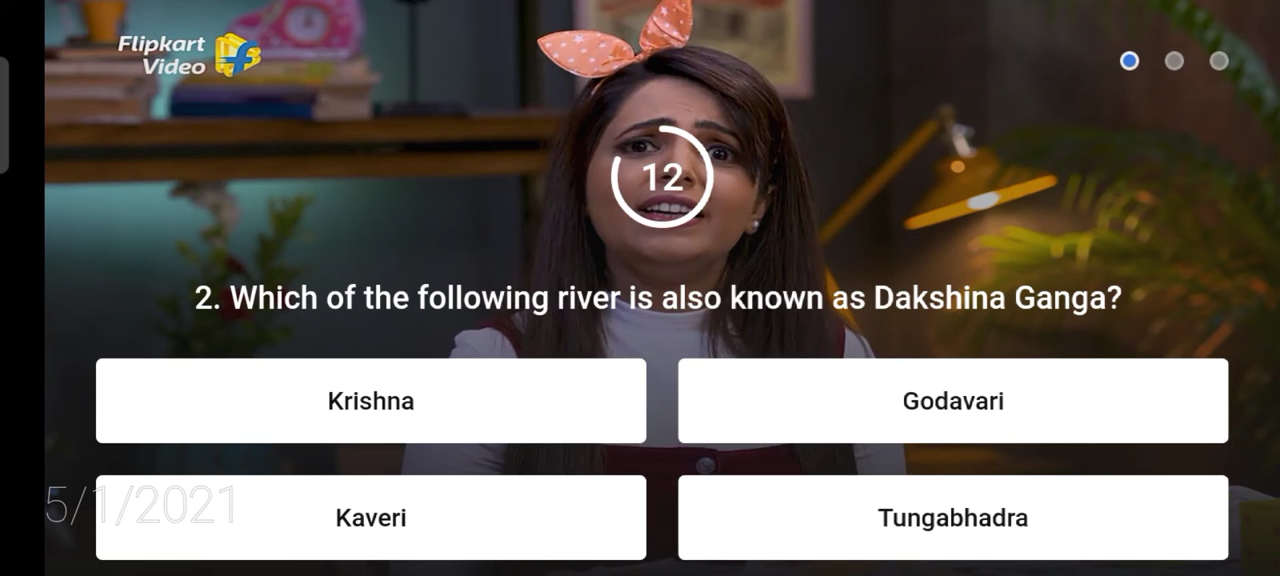 Flipkart
Video
12
2. Which of the following river is also known as Dakshina Ganga?
Krishna
Godavari
Kaveri
Tungabhadra
5/1/2021